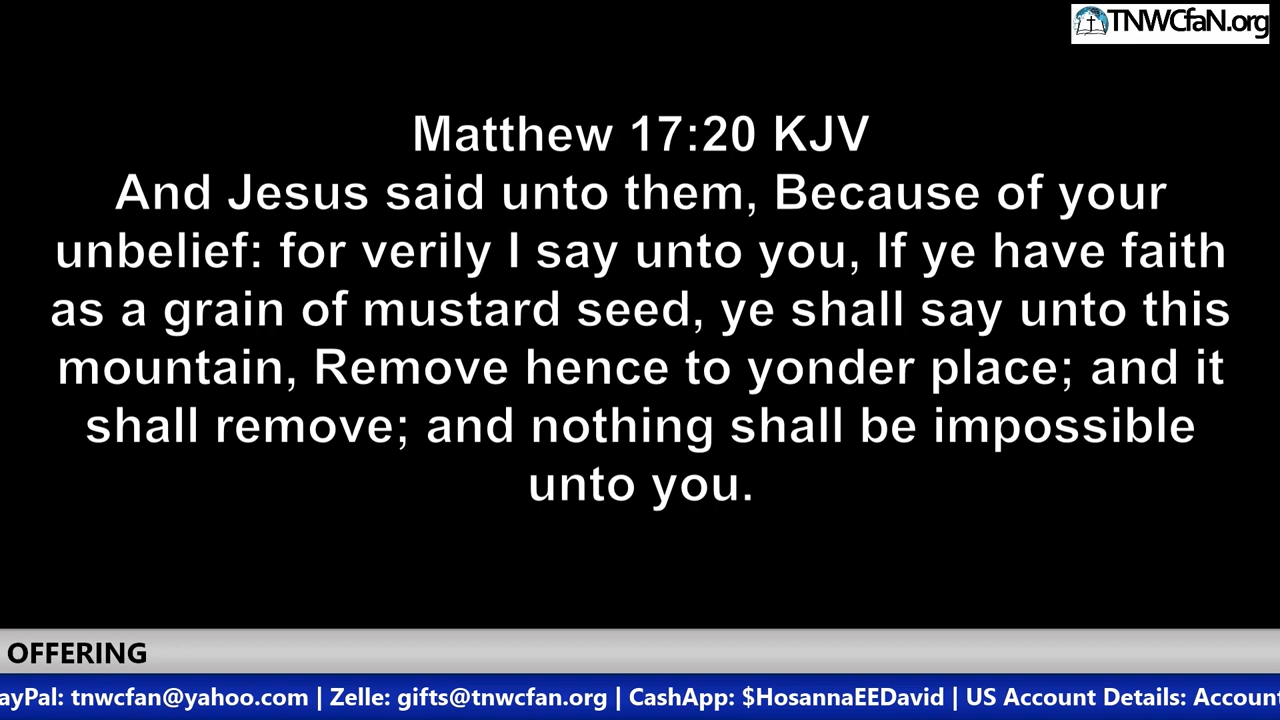 TNWCfaN.org
Matthew 17:20 KJV
And Jesus said unto them, Because of your
unbelief: for verily I say unto you, If ye have faith
as a grain of mustard seed, ye shall say unto this
mountain, Remove hence to yonder place; and it
shall remove; and nothing shall be impossible
unto you.
OFFERING
ayPal: tnwcfan@yahoo.com | Zelle: gifts@tnwcfan.org | CashApp: $HosannaEEDavid | US Account Details: Accoun